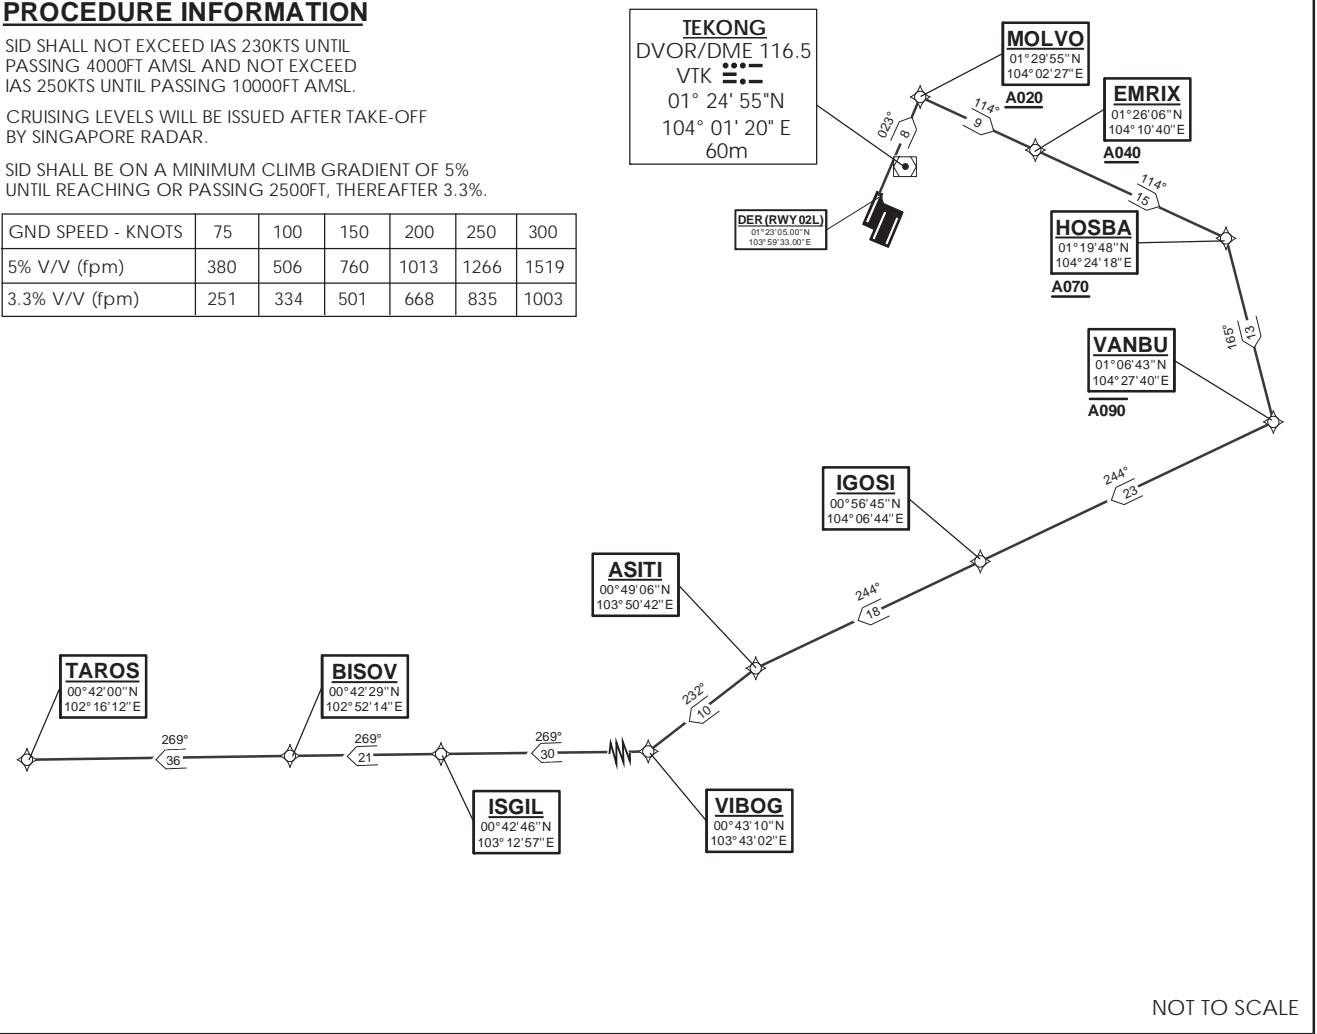 PROCEDURE INFORMATION
SID SHALL NOT EXCEED IAS 230KTS UNTIL
PASSING 4000FT AMSL AND NOT EXCEED
IAS 250KTS UNTIL PASSING 10000FT AMSL.
CRUISING LEVELS WILL BE ISSUED AFTER TAKE-OFF
BY SINGAPORE RADAR.
SID SHALL BE ON A MINIMUM CLIMB GRADIENT OF 5%
UNTIL REACHING OR PASSING 2500FT, THEREAFTER 3.3%.
GND SPEED - KNOTS 75 100 150 200 250 300
5% V/V (fpm) 380 506 760 1013 1266 1519
3.3% V/V (fpm) 251 334 501 668 835 1003
TEKONG
DVOR/DME 116.5
VTK
01° 24' 55"N
104° 01' 20" E
60m
DER (RWY 02L)
01°23'05.00"N
103°59'33.00"E
023°
8
MOLVO
01°29'55"N
104°02'27"E
A020
114°
9
EMRIX
01°26'06"N
104°10'40"E
A040
114°
15
HOSBA
01°19'48"N
104°24'18"E
A070
165°
13
VANBU
01°06'43"N
104°27'40"E
A090
244°
23
IGOSI
00°56'45"N
104°06'44"E
244°
18
ASITI
00°49'06"N
103°50'42"E
232°
10
VIBOG
00°43'10"N
103°43'02"E
269°
30
ISGIL
00°42'46"N
103°12'57"E
269°
21
BISOV
00°42'29"N
102°52'14"E
269°
36
TAROS
00°42'00"N
102°16'12"E
NOT TO SCALE